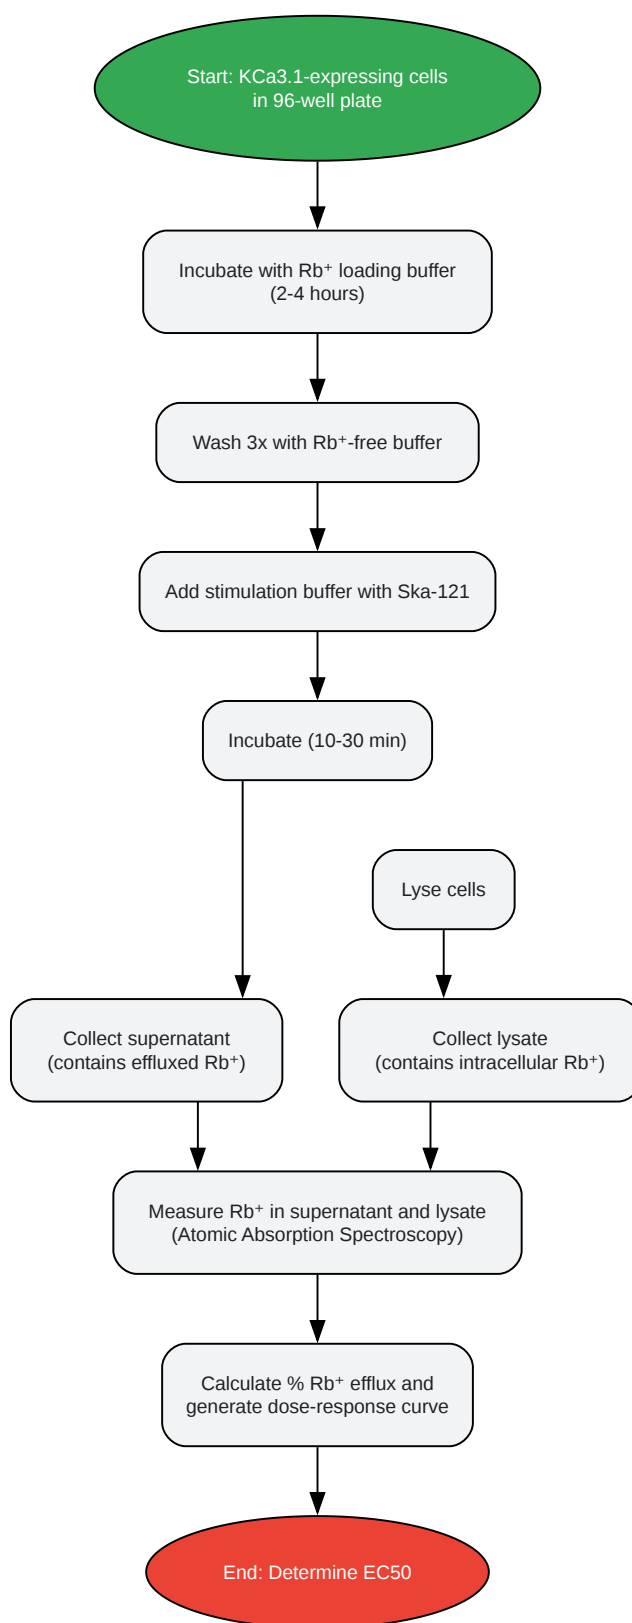 Start: KCa3.1-expressing cells
in 96-well plate
Incubate with Rb⁺ loading buffer
(2-4 hours)
Wash 3x with Rb⁺-free buffer
Add stimulation buffer with Ska-121
Incubate (10-30 min)
Lyse cells
Collect supernatant
(contains effluxed Rb⁺)
Collect lysate
(contains intracellular Rb⁺)
Measure Rb⁺ in supernatant and lysate
(Atomic Absorption Spectroscopy)
Calculate % Rb⁺ efflux and
generate dose-response curve
End: Determine EC50